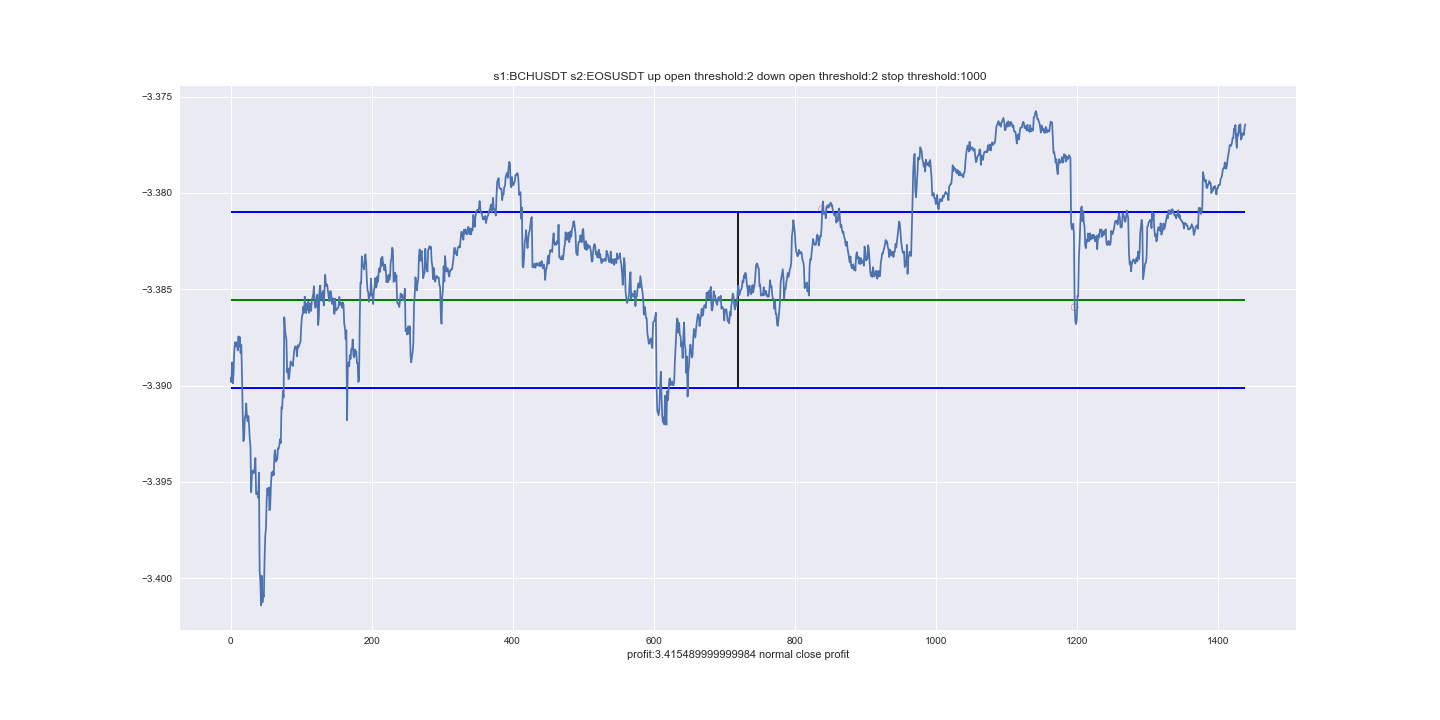 s1:BCHUSDT s2:EOSUSDT up open threshold:2 down open threshold:2 stop threshold:1000
−3.375
−3.380
−3.385
−3.390
−3.395
−3.400
0 200 400 600 800 1000 1200 1400
profit:3.415489999999984 normal close profit